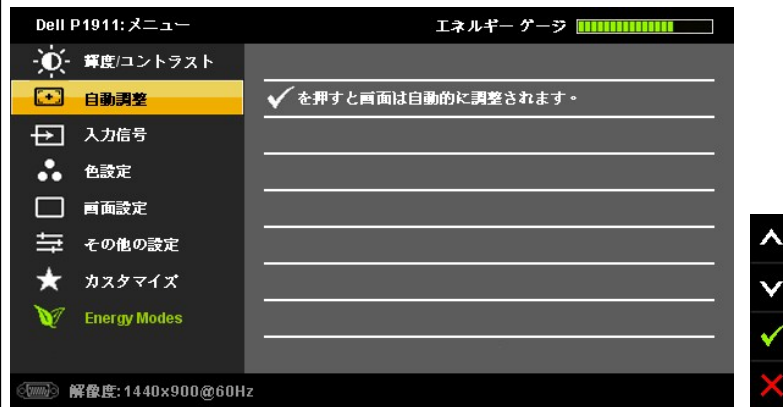 Dell P1911:メニュー
エネルギー ゲージ
輝度/コントラスト
自動調整
を押すと画面は自動的に調整されます。
入力信号
色設定
画面設定
その他の設定
カスタマイズ
Energy Modes
解像度:1440x900@60Hz